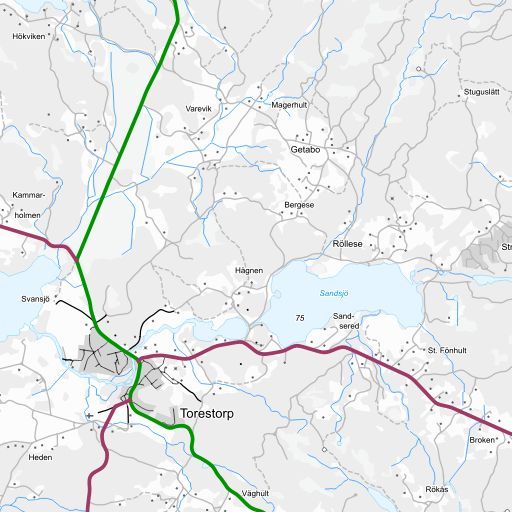 Hökviken
Stuguslätt
Varevik
Magerhult
Getabo
Kammar-
holmen
Bergese
Röllese
Str
Hägnen
Svansjö
Sandsjö
75
Sand-
sered
St. Fönhult
Torestorp
Broken
Heden
Väghult
Rökås